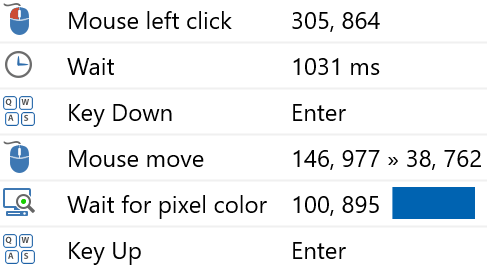 Mouse left click 305, 864
Wait 1031 ms
Q W A S Key Down Enter
Mouse move 146, 977 » 38, 762
Wait for pixel color 100, 895
Q W A S Key Up Enter